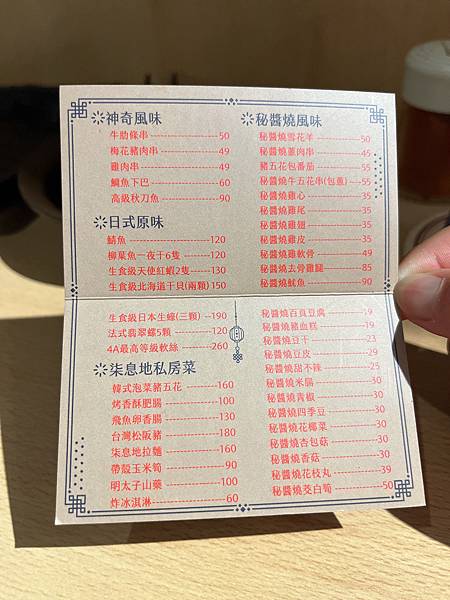 神奇風味
牛肋條串 50
梅花豬肉串 49
雞肉串 49
鯛魚下巴 60
高級秋刀魚 90
日式原味
鯖魚 120
柳葉魚一夜干6隻 120
生食級天使紅蝦2隻 130
生食級北海道干貝(兩顆) 150
生食級日本生蠔(三顆) 190
法式翡翠螺5顆 120
4A最高等級軟絲 260
柒息地私房菜
韓式泡菜豬五花 160
烤香酥肥腸 100
飛魚卵香腸 130
台灣松阪豬 180
柒息地拉麵 160
帶殼玉米筍 90
明太子山藥 100
炸冰淇淋 60
秘醬燒風味
秘醬燒雪花羊 50
秘醬燒蔥肉串 45
豬五花包番茄 55
秘醬燒牛五花串(包蔥) 55
秘醬燒雞心 35
秘醬燒雞尾 35
秘醬燒雞翅 35
秘醬燒雞皮 35
秘醬燒雞軟骨 49
秘醬燒去骨雞腿 85
秘醬燒魷魚 90
秘醬燒百頁豆腐 19
秘醬燒豬血糕 19
秘醬燒豆干 23
秘醬燒豆皮 29
秘醬燒甜不辣 25
秘醬燒米腸 30
秘醬燒青椒 30
秘醬燒四季豆 30
秘醬燒花椰菜 30
秘醬燒杏包菇 30
秘醬燒香菇 30
秘醬燒花枝丸 39
秘醬燒茭白筍 50